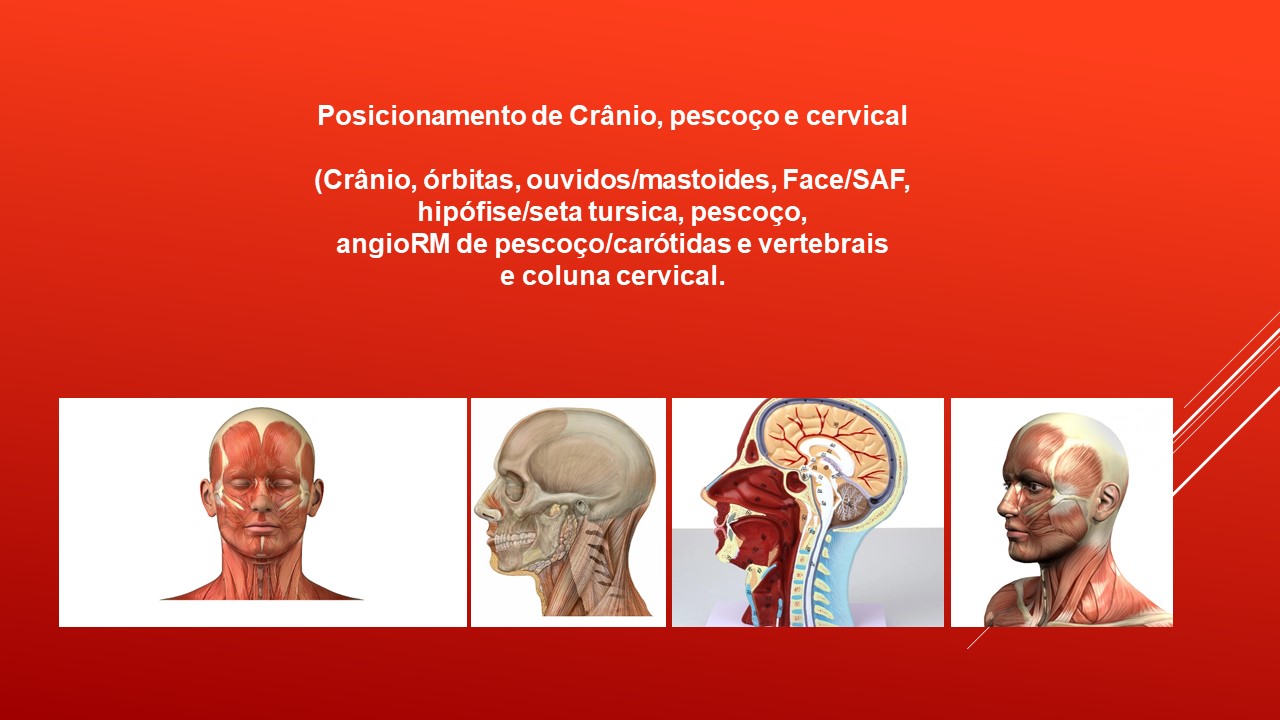 Posicionamento de Crânio, pescoço e cervical
(Crânio, órbitas, ouvidos/mastoides, Face/SAF,
hipófise/seta tursica, pescoço,
angioRM de pescoço/carótidas e vertebrais
e coluna cervical.